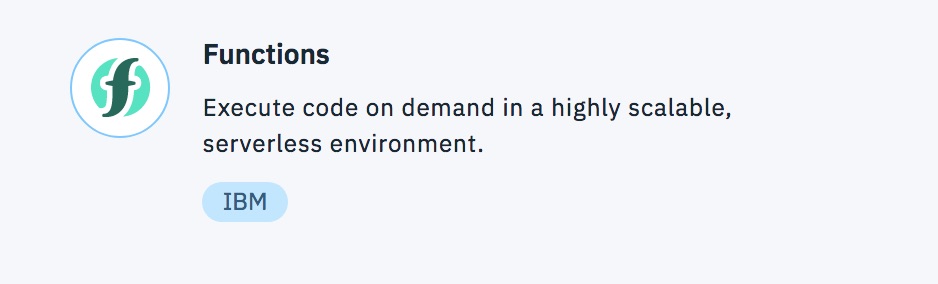 Functions
Execute code on demand in a highly scalable,
serverless environment.
IBM